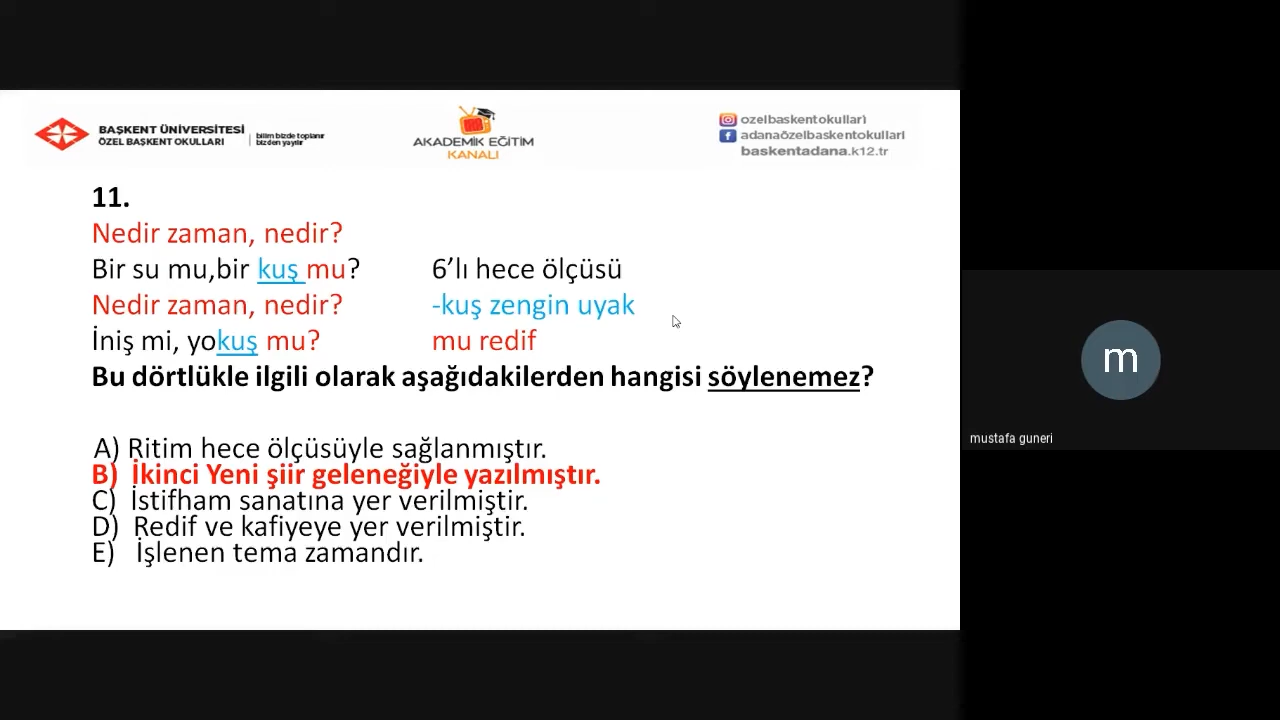 BAŞKENT ÜNİVERSİTESİ
ÖZEL BAŞKENT OKULLARI
bilim bizde toplanır
bizden yayılır
AKADEMİK EĞİTİM
KANALI
ozelbaskentokullari
adanaözelbaskentokullari
baskentadana.k12.tr
11.
Nedir zaman, nedir?
Bir su mu,bir kuş mu? 6’lı hece ölçüsü
Nedir zaman, nedir? -kuş zengin uyak
İniş mi, yokuş mu? mu redif
Bu dörtlükle ilgili olarak aşağıdakilerden hangisi söylenemez?
A) Ritim hece ölçüsüyle sağlanmıştır.
B) İkinci Yeni şiir geleneğiyle yazılmıştır.
C) İstifham sanatına yer verilmiştir.
D) Redif ve kafiyeye yer verilmiştir.
E) İşlenen tema zamandır.
m
mustafa guneri